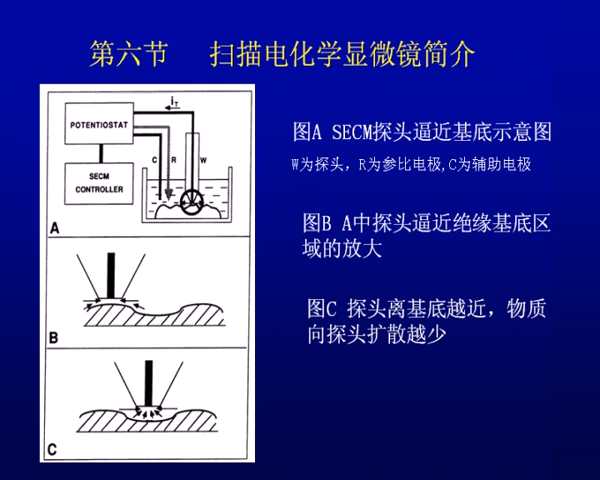 第六节 扫描电化学显微镜简介
iT
POTENTIOSTAT
C R W
SECM
CONTROLLER
A
B
C
图A SECM探头逼近基底示意图
W为探头，R为参比电极,C为辅助电极
图B A中探头逼近绝缘基底区
域的放大
图C 探头离基底越近，物质
向探头扩散越少